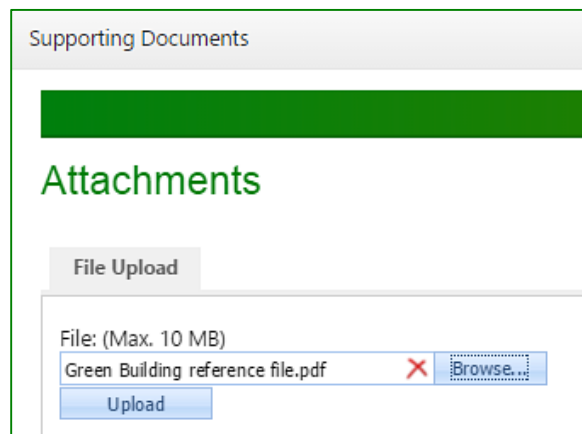 Supporting Documents
Attachments
File Upload
File: (Max. 10 MB)
Green Building reference file.pdf Browse...
Upload